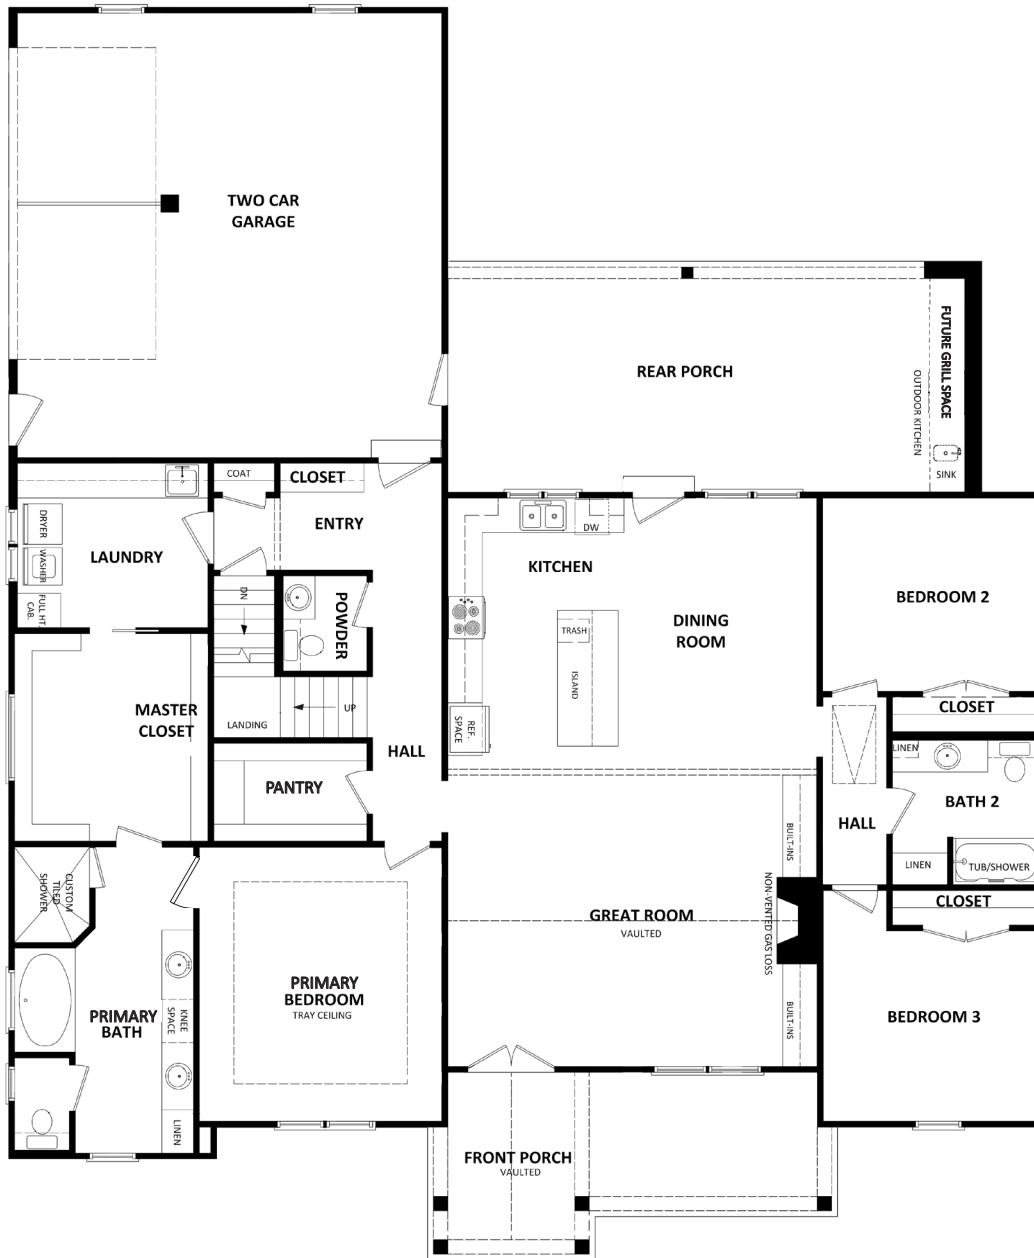 TWO CAR
GARAGE
REAR PORCH
FUTURE GRILL SPACE
OUTDOOR KITCHEN
SINK
COAT
CLOSET
ENTRY
DRYER
WASHER
FULL HT
CAB.
LAUNDRY
DN
POWDER
UP
LANDING
MASTER
CLOSET
PANTRY
HALL
DW
KITCHEN
TRASH
ISLAND
REF.
SPACE
DINING
ROOM
BEDROOM 2
CLOSET
LINEN
BATH 2
HALL
LINEN
TUB/SHOWER
CLOSET
BUILT-INS
NON-VENTED GAS LOSS
GREAT ROOM
VAULTED
BUILT-INS
BEDROOM 3
CUSTOM
TILED
SHOWER
PRIMARY
BEDROOM
TRAY CEILING
PRIMARY
BATH
KNEE
SPACE
LINEN
FRONT PORCH
VAULTED